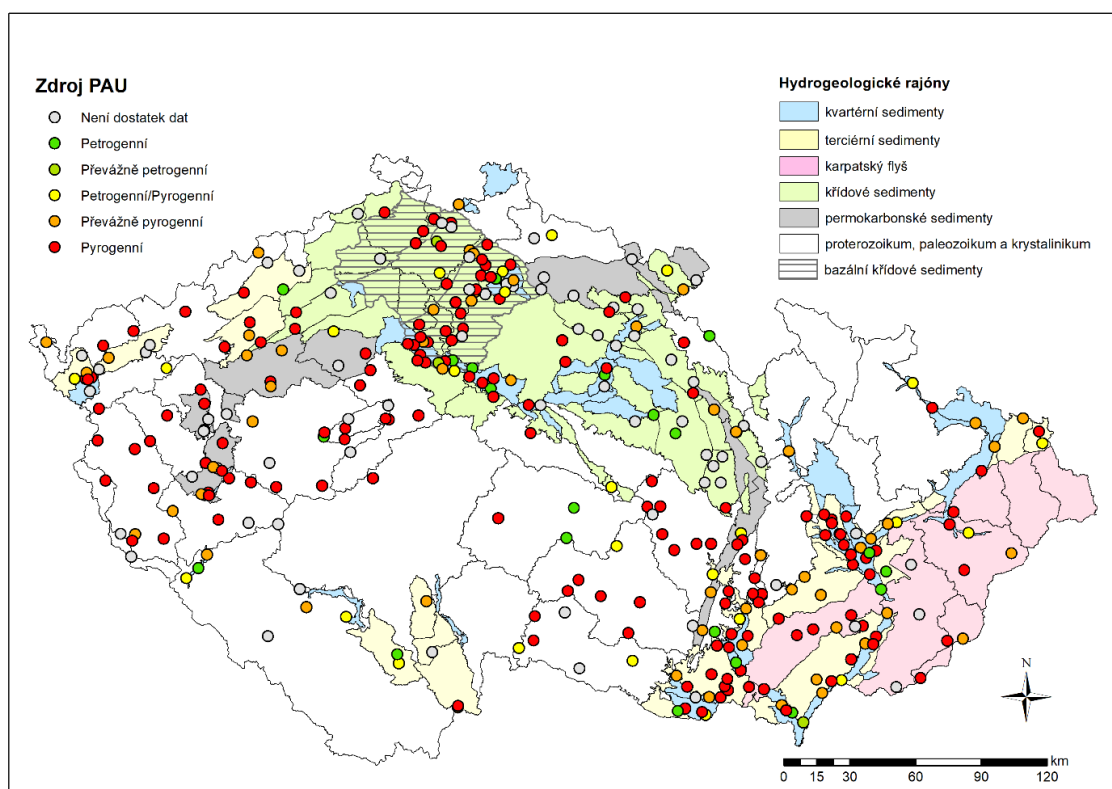 Zdroj PAU
Není dostatek dat
Petrogenní
Převážně petrogenní
Petrogenní/Pyrogenní
Převážně pyrogenní
Pyrogenní
Hydrogeologické rajóny
kvartérní sedimenty
terciérní sedimenty
karpatský flyš
křídové sedimenty
permokarbonské sedimenty
proterozoikum, paleozoikum a krystalinikum
bazální křídové sedimenty
N
km
0 15 30 60 90 120